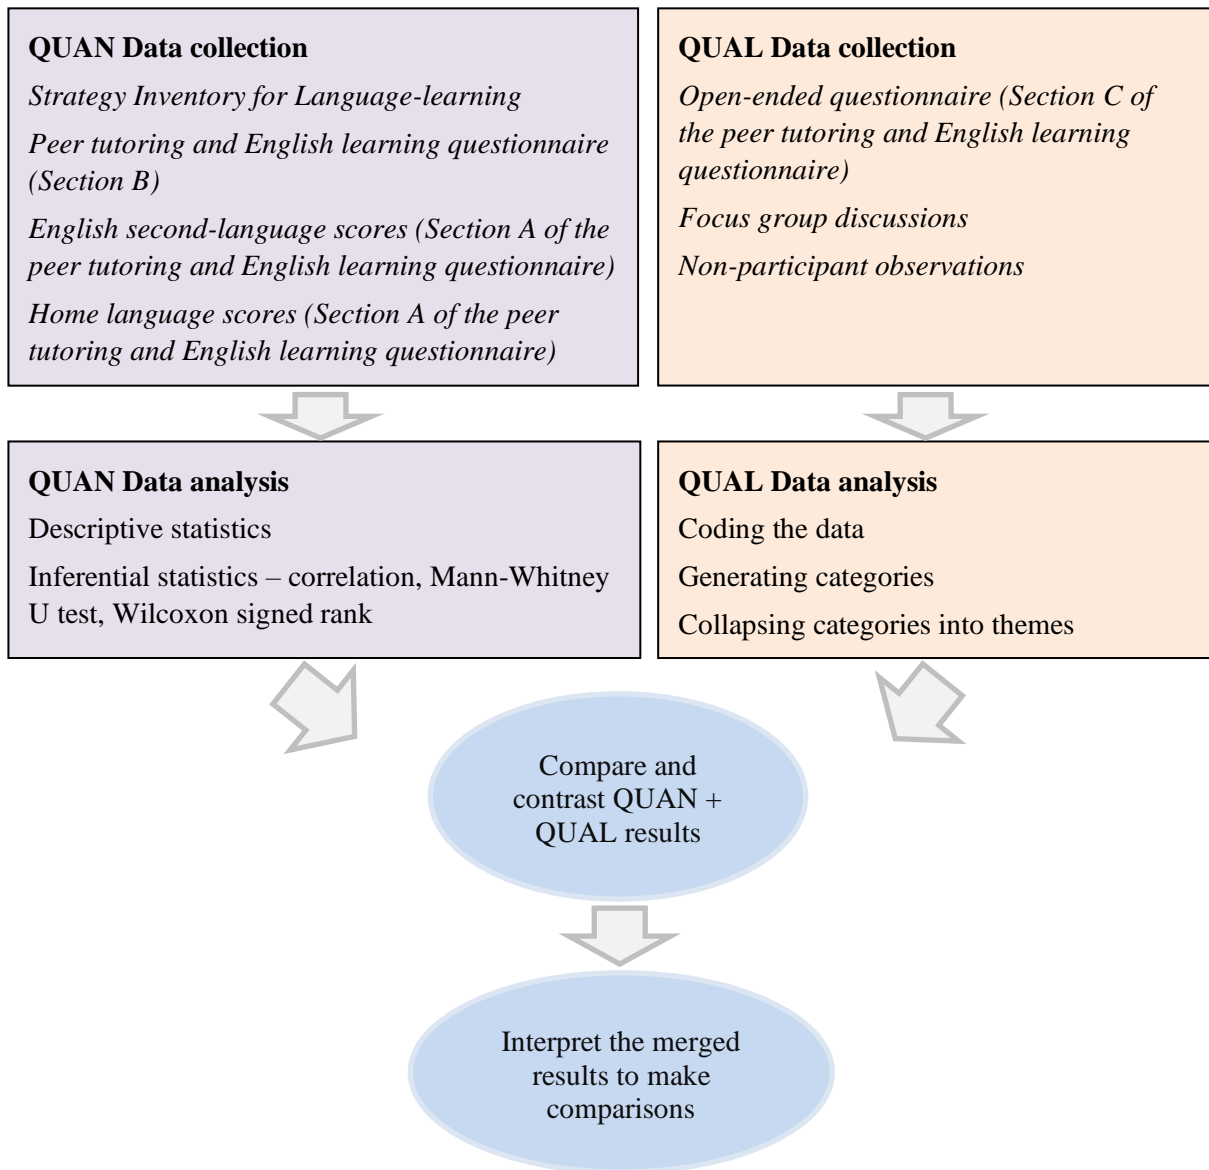 QUAN Data collection
Strategy Inventory for Language-learning
Peer tutoring and English learning questionnaire
(Section B)
English second-language scores (Section A of the
peer tutoring and English learning questionnaire)
Home language scores (Section A of the peer
tutoring and English learning questionnaire)
QUAL Data collection
Open-ended questionnaire (Section C of
the peer tutoring and English learning
questionnaire)
Focus group discussions
Non-participant observations
QUAN Data analysis
Descriptive statistics
Inferential statistics – correlation, Mann-Whitney
U test, Wilcoxon signed rank
QUAL Data analysis
Coding the data
Generating categories
Collapsing categories into themes
Compare and
contrast QUAN +
QUAL results
Interpret the merged
results to make
comparisons